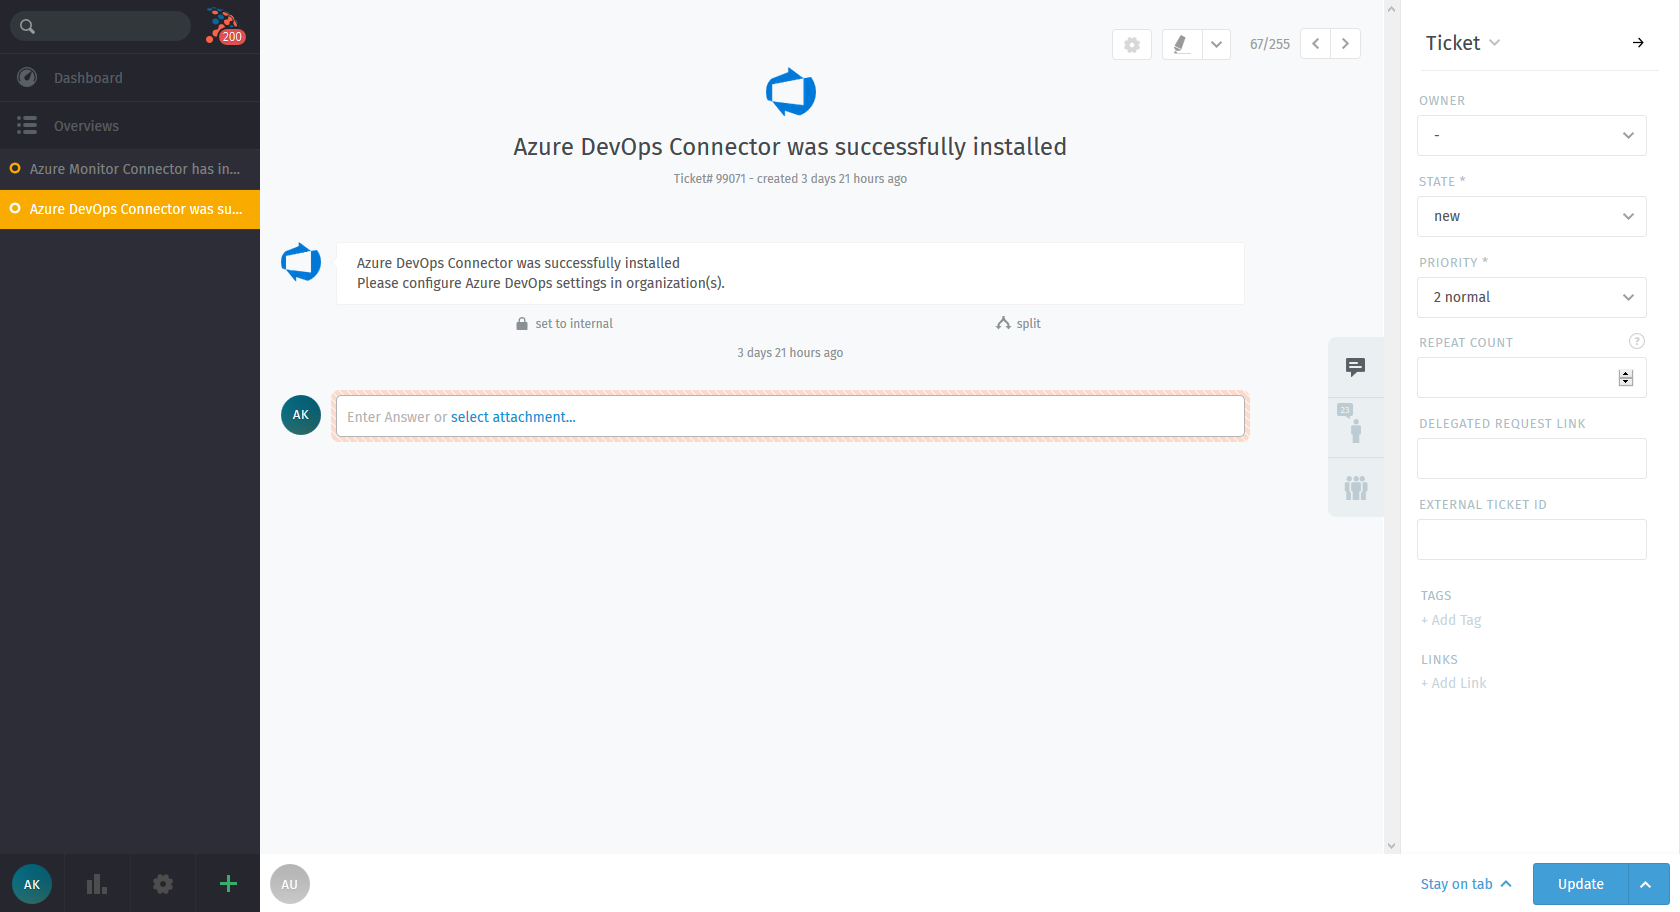 200
Dashboard
Overviews
Azure Monitor Connector has in...
Azure DevOps Connector was su...
AK
67/255
Azure DevOps Connector was successfully installed
Ticket# 99071 - created 3 days 21 hours ago
Azure DevOps Connector was successfully installed
Please configure Azure DevOps settings in organization(s).
set to internal
split
3 days 21 hours ago
AK
Enter Answer or select attachment...
23
AU
Stay on tab
Update
Ticket
OWNER
-
STATE *
new
PRIORITY *
2 normal
REPEAT COUNT
?
DELEGATED REQUEST LINK
EXTERNAL TICKET ID
TAGS
+ Add Tag
LINKS
+ Add Link